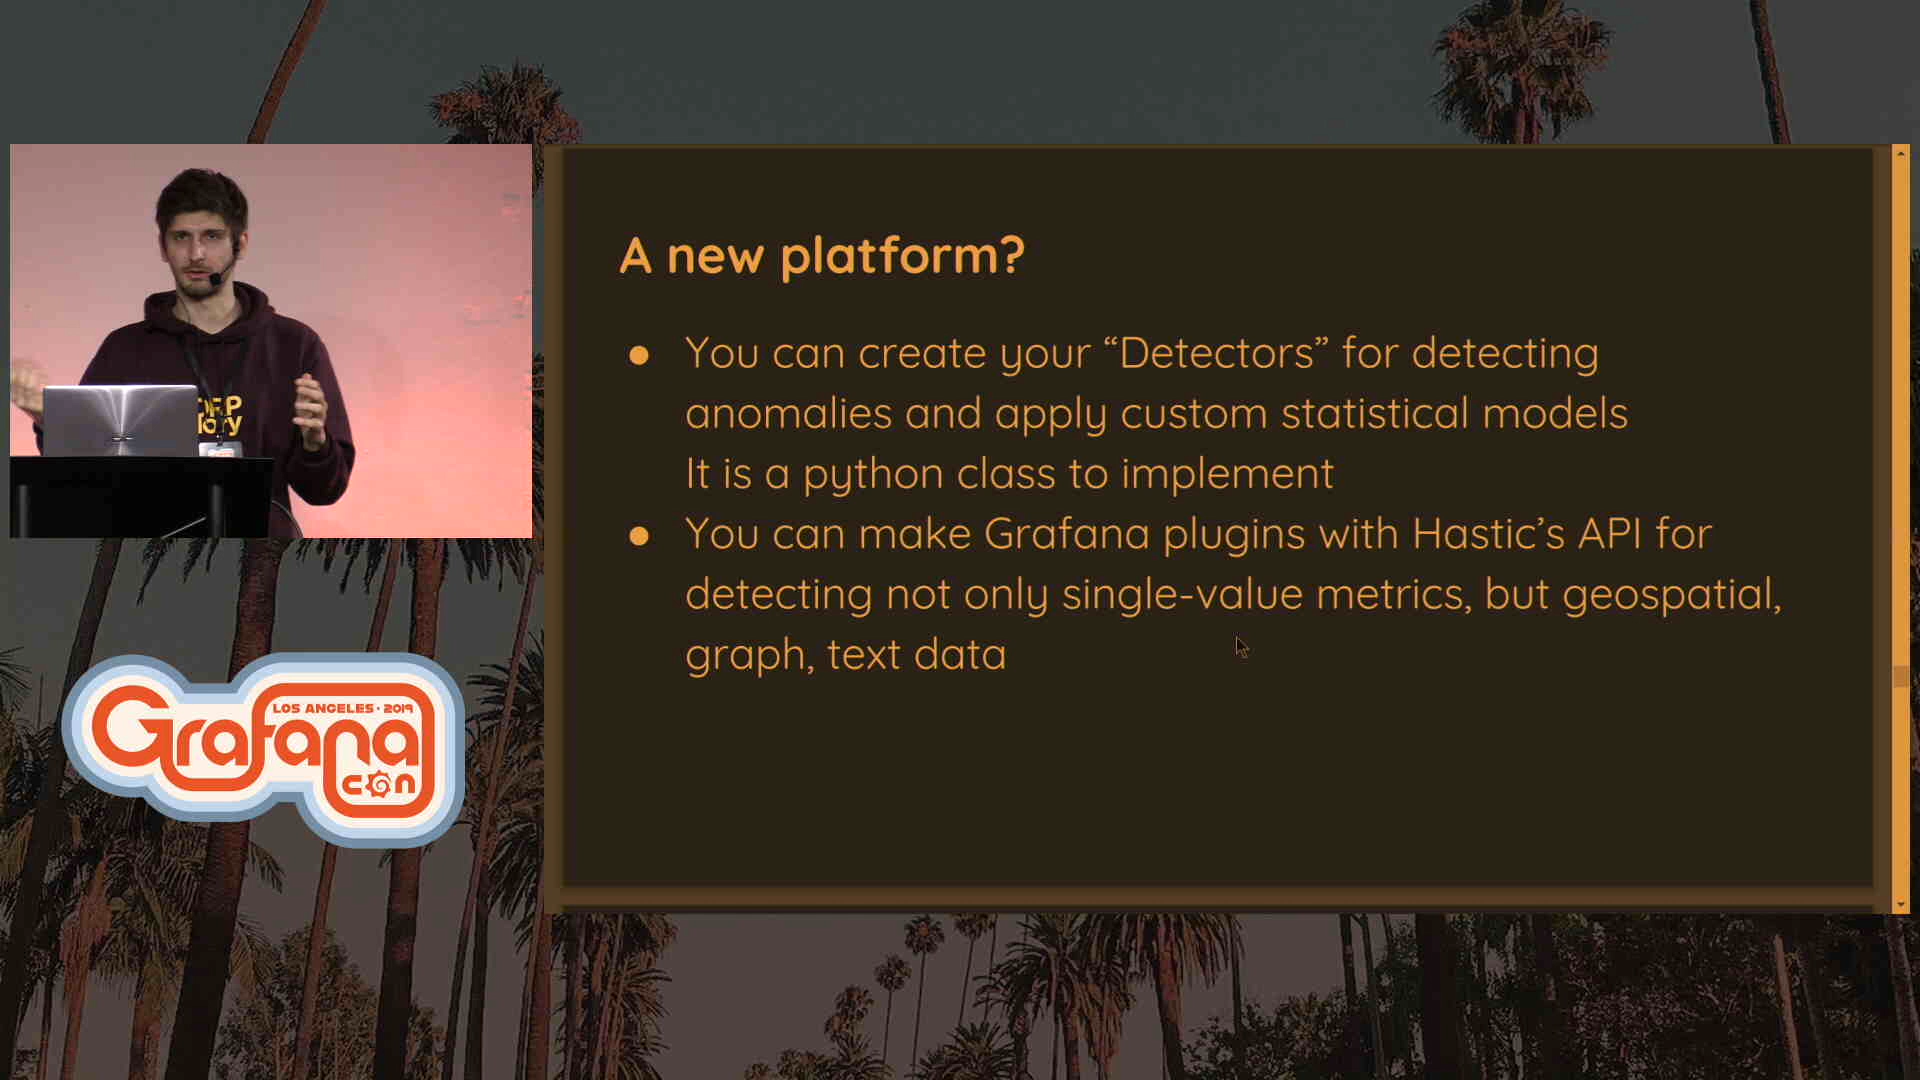 A new platform?
● You can create your “Detectors” for detecting
anomalies and apply custom statistical models
It is a python class to implement
● You can make Grafana plugins with Hastic’s API for
detecting not only single-value metrics, but geospatial,
graph, text data
LOS ANGELES · 2019
Grafana
con